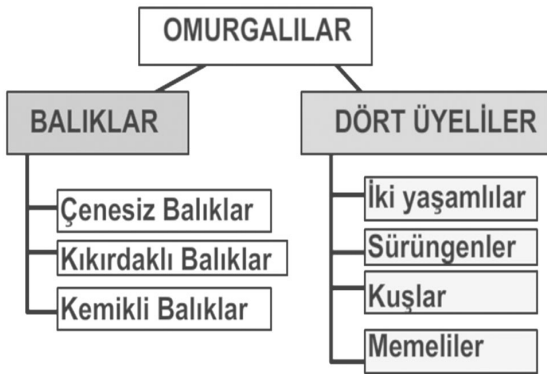 OMURGALILAR
BALIKLAR
Çenesiz Balıklar
Kıkırdaklı Balıklar
Kemikli Balıklar
DÖRT ÜYELİLER
İki yaşamlılar
Sürüngenler
Kuşlar
Memeliler